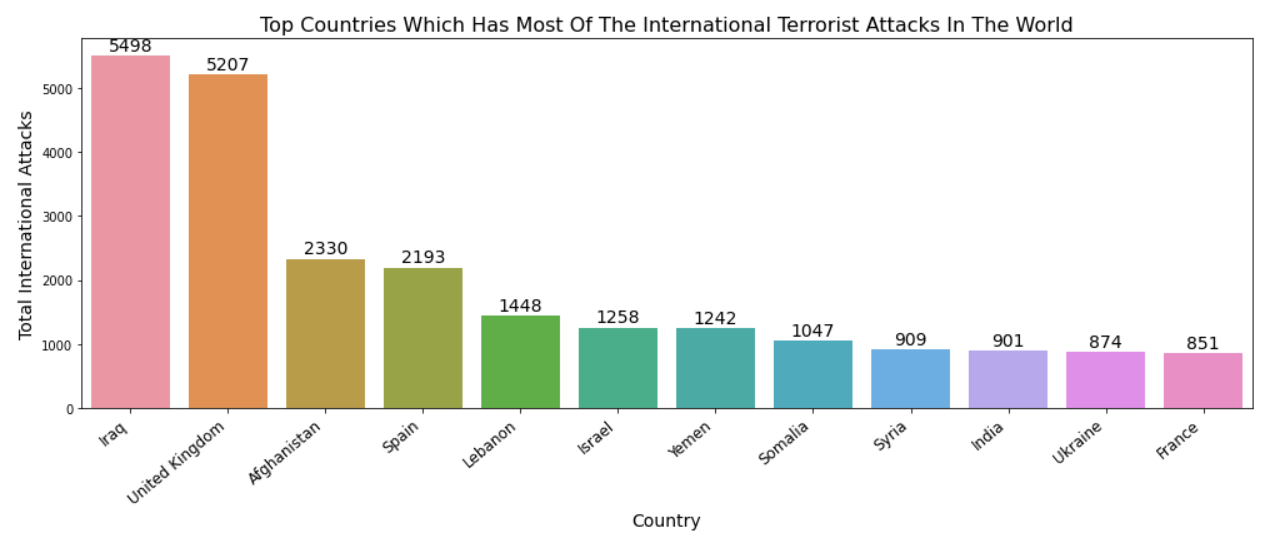 Top Countries Which Has Most Of The International Terrorist Attacks In The World
Total International Attacks
5000
4000
3000
2000
1000
0
5498
5207
2330
2193
1448
1258
1242
1047
909
901
874
851
Iraq
United Kingdom
Afghanistan
Spain
Lebanon
Israel
Yemen
Somalia
Syria
India
Ukraine
France
Country